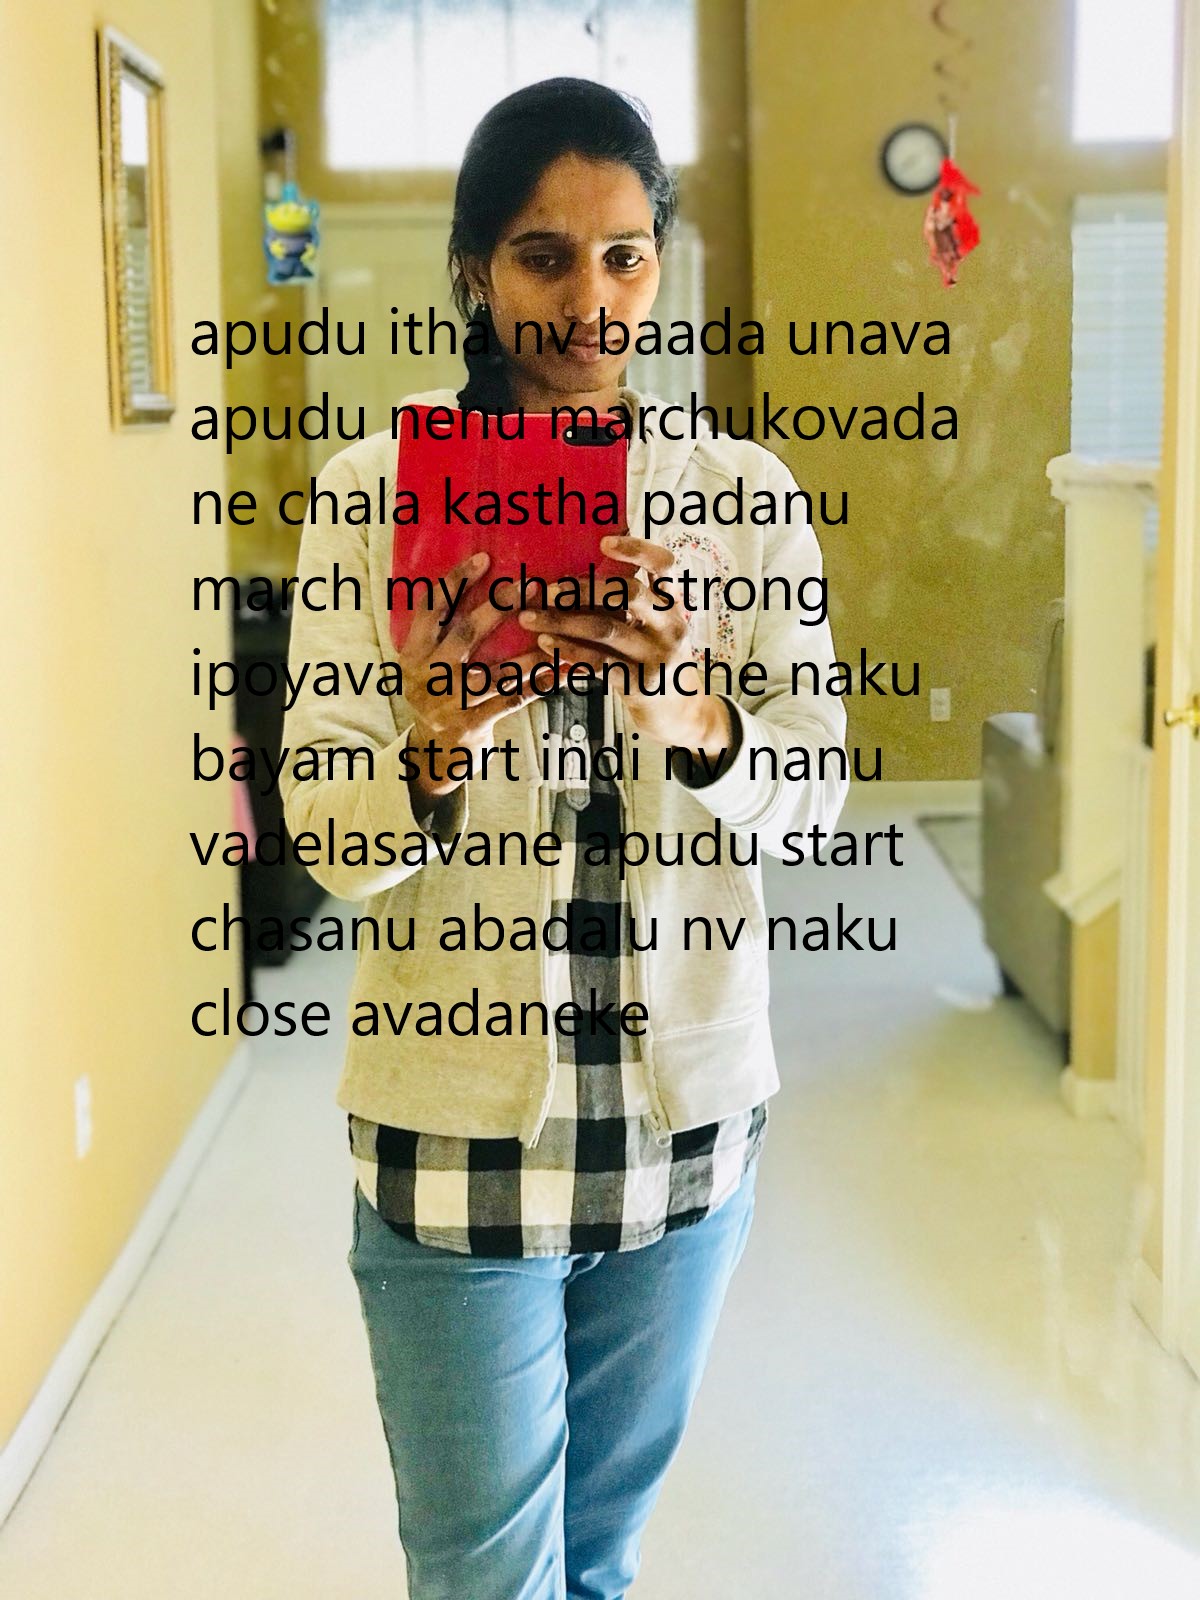 apudu itha nv baada unava
apudu nenu marchukovada
ne chala kastha padanu
march my chala strong
ipoyava apadenuche naku
bayam start indi nv nanu
vadelasavane apudu start
chasanu abadalu nv naku
close avadaneke